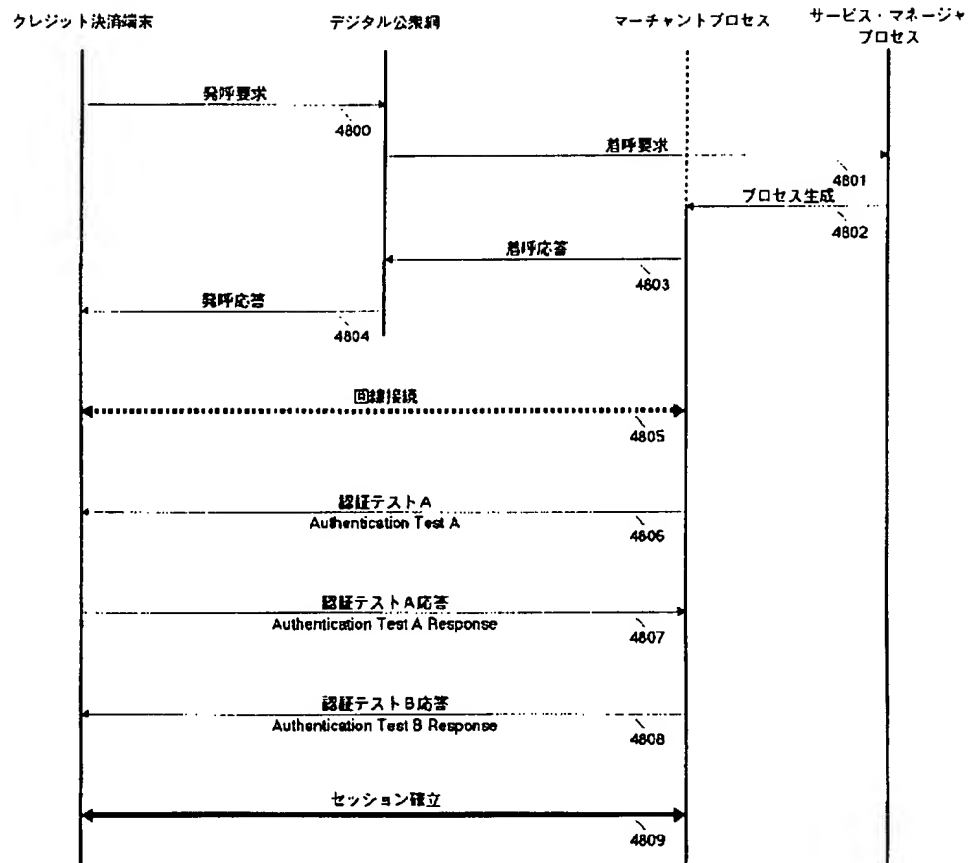 クレジット決済端末
デジタル公衆網
マーチャントプロセス
サービス・マネージャ
プロセス
発呼要求
4800
着呼要求
4801
プロセス生成
4802
着呼応答
4803
発呼応答
4804
回線接続
4805
認証テストA
Authentication Test A
4806
認証テストA応答
Authentication Test A Response
4807
認証テストB応答
Authentication Test B Response
4808
セッション確立
4809